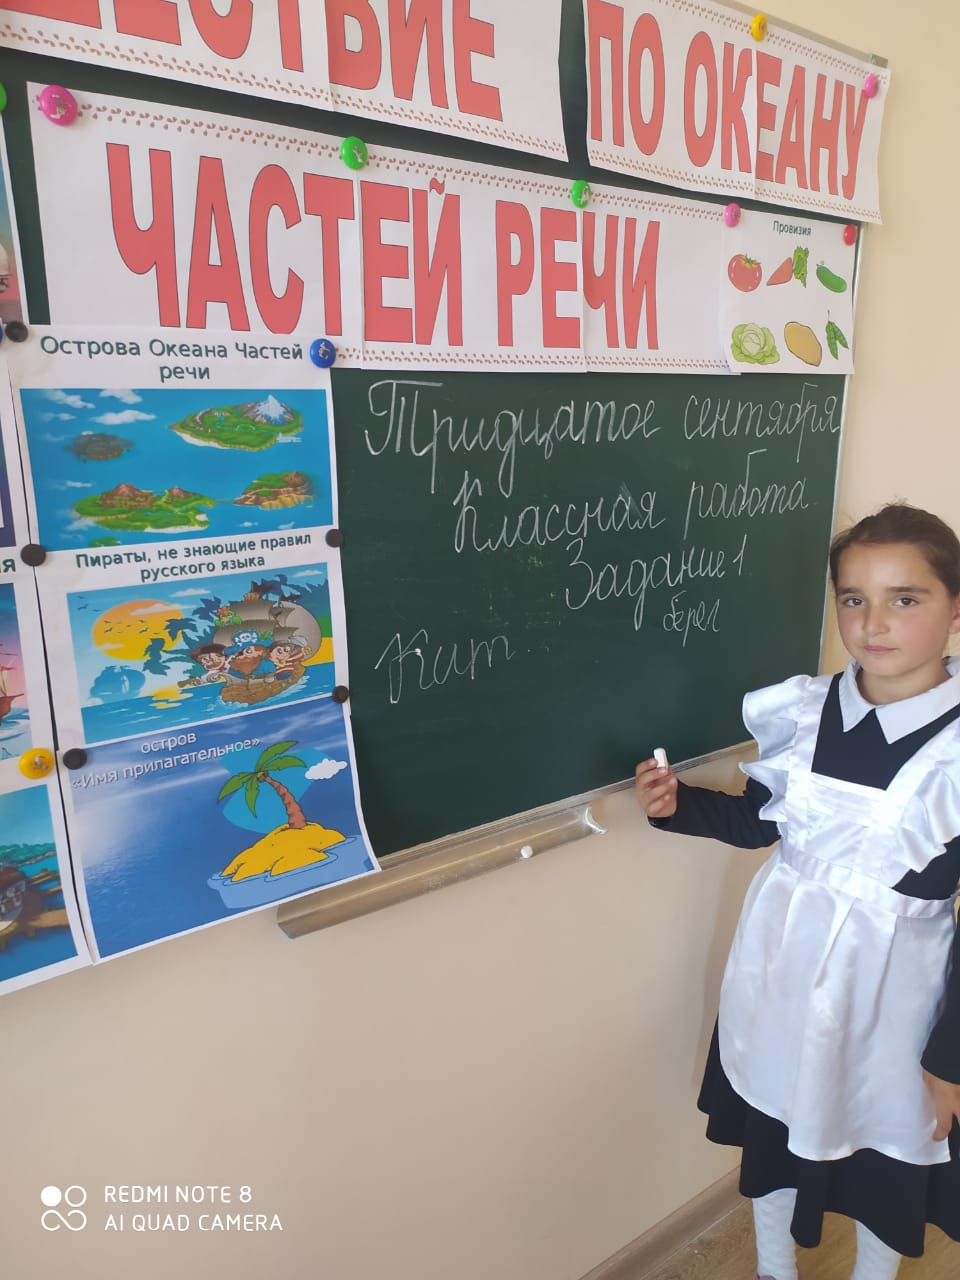 ЕСТВИЕ ПО ОКЕАНУ
ЧАСТЕЙ РЕЧИ
Провизия
Острова Океана Частей
речи
Тридцатое сентября
Классная работа
Задание 1
берег
Кит
Пираты, не знающие правил
русского языка
остров
«Имя прилагательное»
REDMI NOTE 8
AI QUAD CAMERA